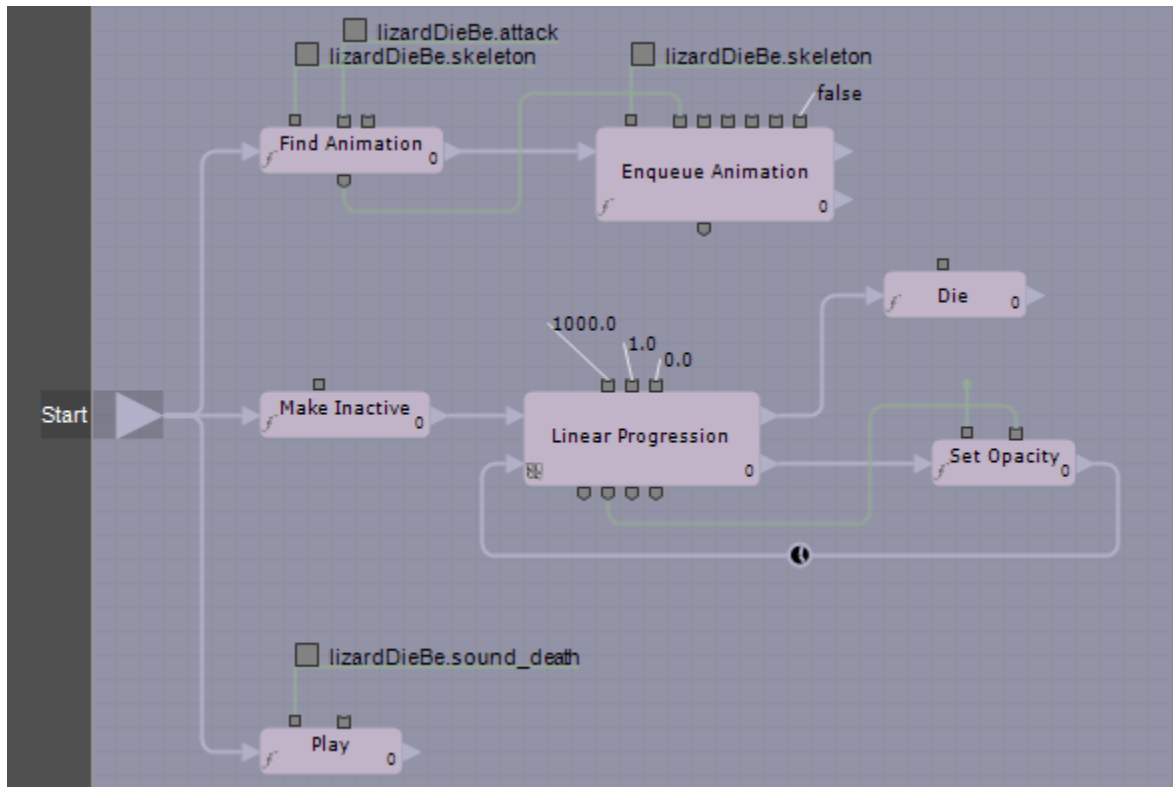 lizardDieBe.attack
lizardDieBe.skeleton
lizardDieBe.skeleton
false
Find Animation
0
Enqueue Animation
0
Die
0
1000.0
1.0
0.0
Start
Make Inactive
0
Linear Progression
0
Set Opacity
0
lizardDieBe.sound_death
Play
0